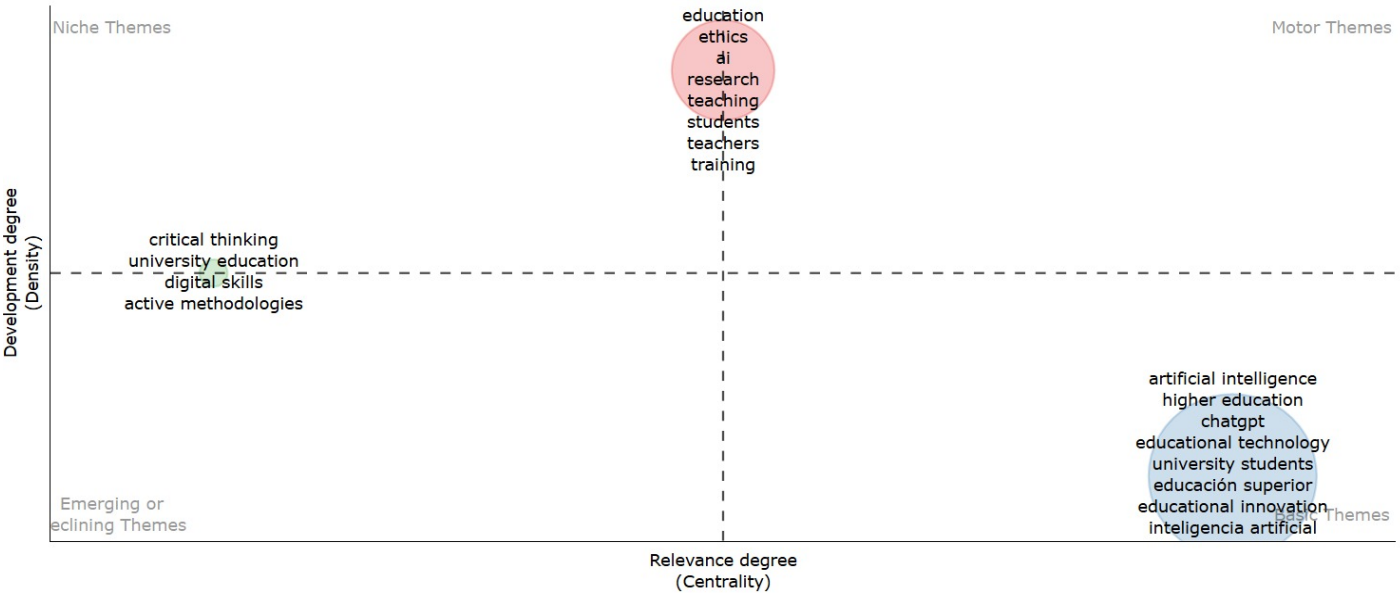 Niche Themes
Motor Themes
education
ethics
ai
research
teaching
students
teachers
training
Development degree
(Density)
critical thinking
university education
digital skills
active methodologies
artificial intelligence
higher education
chatgpt
educational technology
university students
educación superior
educational innovation
inteligencia artificial
Emerging or
eclining Themes
Basic Themes
Relevance degree
(Centrality)